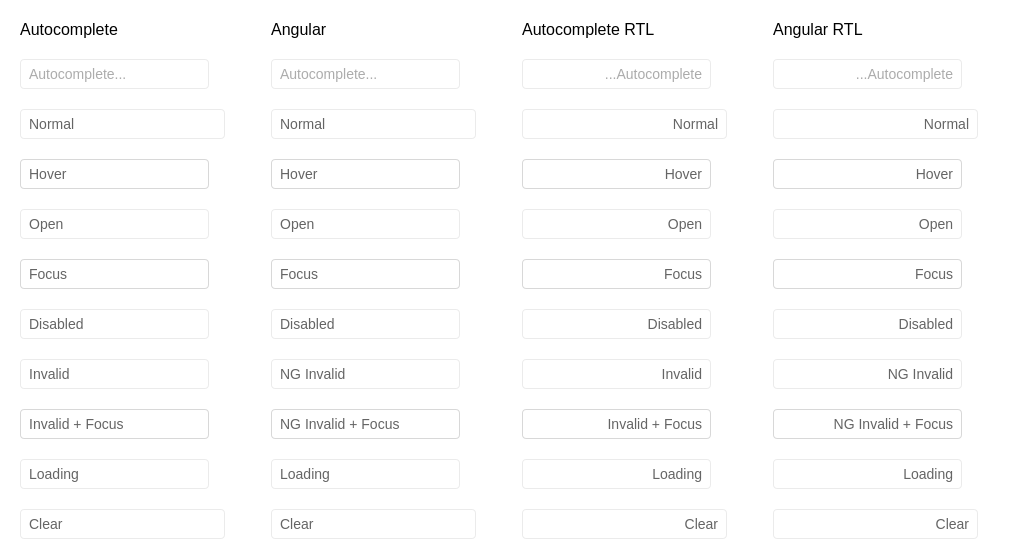 Autocomplete Angular Autocomplete RTL Angular RTL
Autocomplete... Autocomplete... ...Autocomplete ...Autocomplete
Normal Normal Normal Normal
Hover Hover Hover Hover
Open Open Open Open
Focus Focus Focus Focus
Disabled Disabled Disabled Disabled
Invalid NG Invalid Invalid NG Invalid
Invalid + Focus NG Invalid + Focus Invalid + Focus NG Invalid + Focus
Loading Loading Loading Loading
Clear Clear Clear Clear